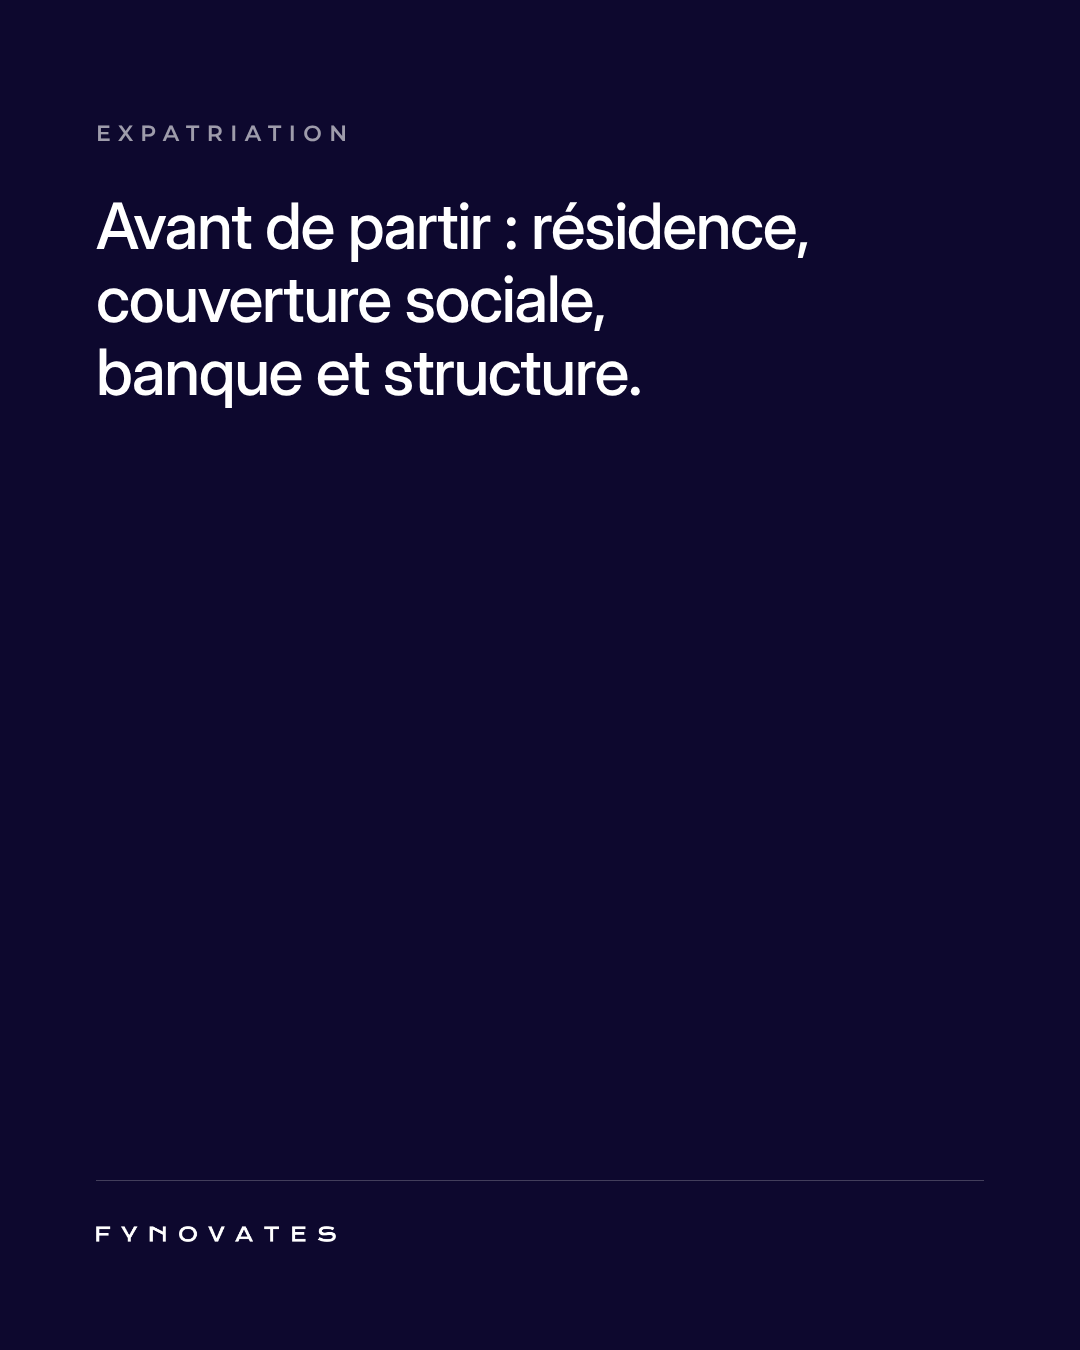 EXPATRIATION
Avant de partir : résidence,
couverture sociale,
banque et structure.
FYNOVATES